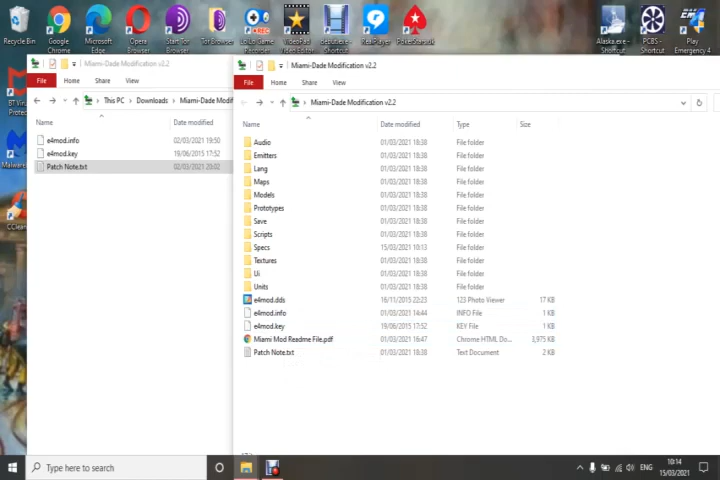 Recycle Bin
Google Chrome
Microsoft Edge
Opera Browser
Start Tor Browser
Tor Browser
VideoPad
RealPlayer
PokerStars.uk
Alaska.exe - Shortcut
PCBS - Shortcut
Play Emergency 4
BT Virus Protect
Malware
CClean
Miami-Dade Modification v2.2
File Home Share View
This PC > Downloads > Miami-Dade Modif
Name Date modified
e4mod.info 02/03/2021 19:50
e4mod.key 19/06/2015 17:52
Patch Note.txt 02/03/2021 20:02
Miami-Dade Modification v2.2
File Home Share View
Miami-Dade Modification v2.2
Name Date modified Type Size
Audio 01/03/2021 18:38 File folder
Emitters 01/03/2021 18:38 File folder
Lang 01/03/2021 18:38 File folder
Maps 01/03/2021 18:38 File folder
Models 01/03/2021 18:38 File folder
Prototypes 01/03/2021 18:38 File folder
Save 01/03/2021 18:38 File folder
Scripts 01/03/2021 18:38 File folder
Specs 15/03/2021 10:13 File folder
Textures 01/03/2021 18:38 File folder
Ui 01/03/2021 18:38 File folder
Units 01/03/2021 18:38 File folder
e4mod.dds 16/11/2015 22:23 123 Photo Viewer 17 KB
e4mod.info 01/03/2021 14:44 INFO File 1 KB
e4mod.key 19/06/2015 17:52 KEY File 1 KB
Miami Mod Readme File.pdf 01/03/2021 16:47 Chrome HTML Do... 3,975 KB
Patch Note.txt 01/03/2021 18:38 Text Document 2 KB
Type here to search
ENG
10:14
15/03/2021